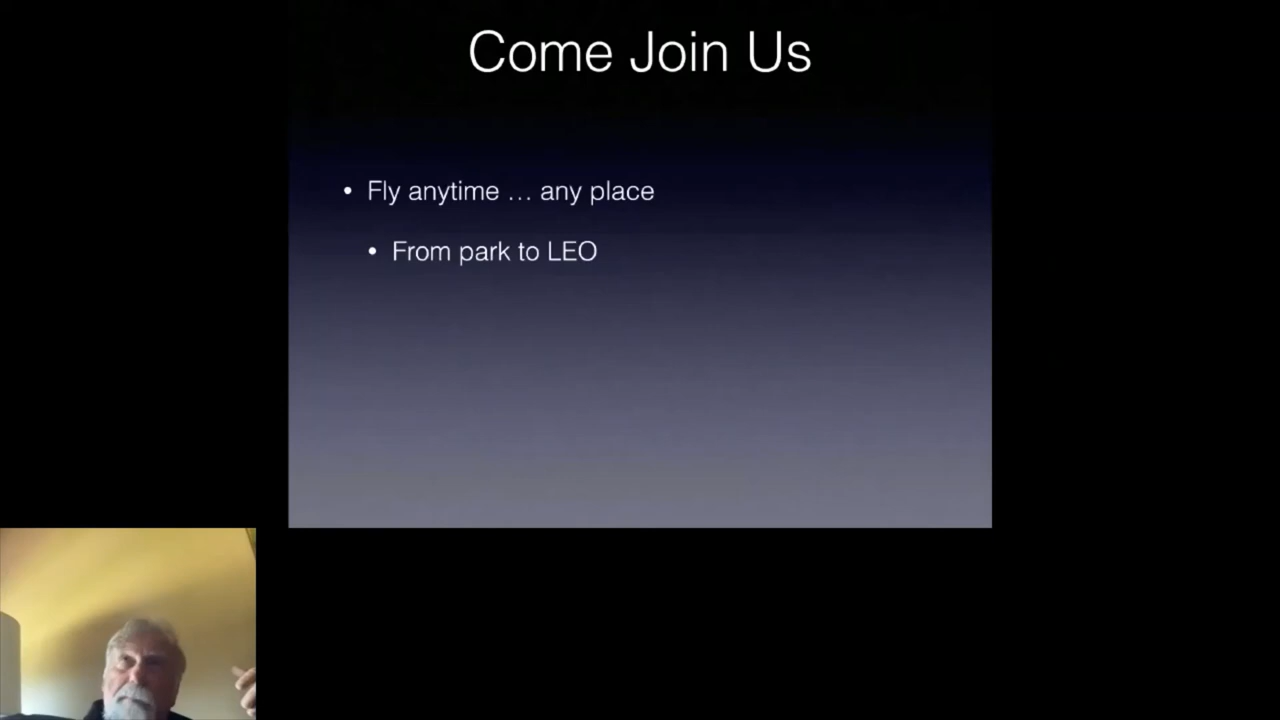 Come Join Us
• Fly anytime … any place
• From park to LEO